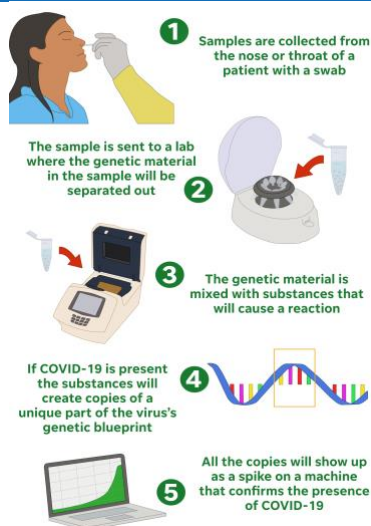 1
Samples are collected from
the nose or throat of a
patient with a swab
The sample is sent to a lab
where the genetic material
in the sample will be
separated out
2
3
The genetic material is
mixed with substances that
will cause a reaction
If COVID-19 is present
the substances will
create copies of a
unique part of the virus's
genetic blueprint
4
5
All the copies will show up
as a spike on a machine
that confirms the presence
of COVID-19